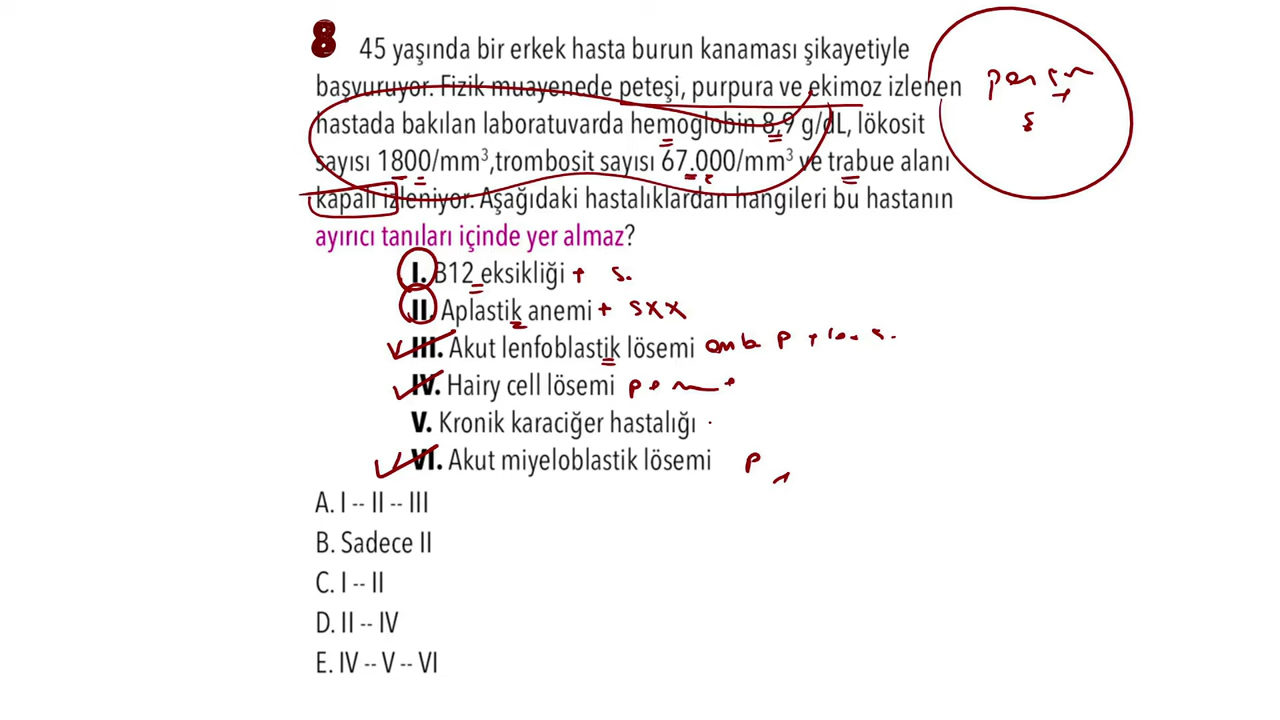 8 45 yaşında bir erkek hasta burun kanaması şikayetiyle
başvuruyor. Fizik muayenede peteşi, purpura ve ekimoz izlenen
hastada bakılan laboratuvarda hemoglobin 8,9 g/dL, lökosit
sayısı 1800/mm³,trombosit sayısı 67.000/mm³ ve trabue alanı
kapalı izleniyor. Aşağıdaki hastalıklardan hangileri bu hastanın
ayırıcı tanıları içinde yer almaz?
I. B12 eksikliği +
II. Aplastik anemi +
III. Akut lenfoblastik lösemi
IV. Hairy cell lösemi
V. Kronik karaciğer hastalığı
VI. Akut miyeloblastik lösemi P
A. I -- II -- III
B. Sadece II
C. I -- II
D. II -- IV
E. IV -- V -- VI